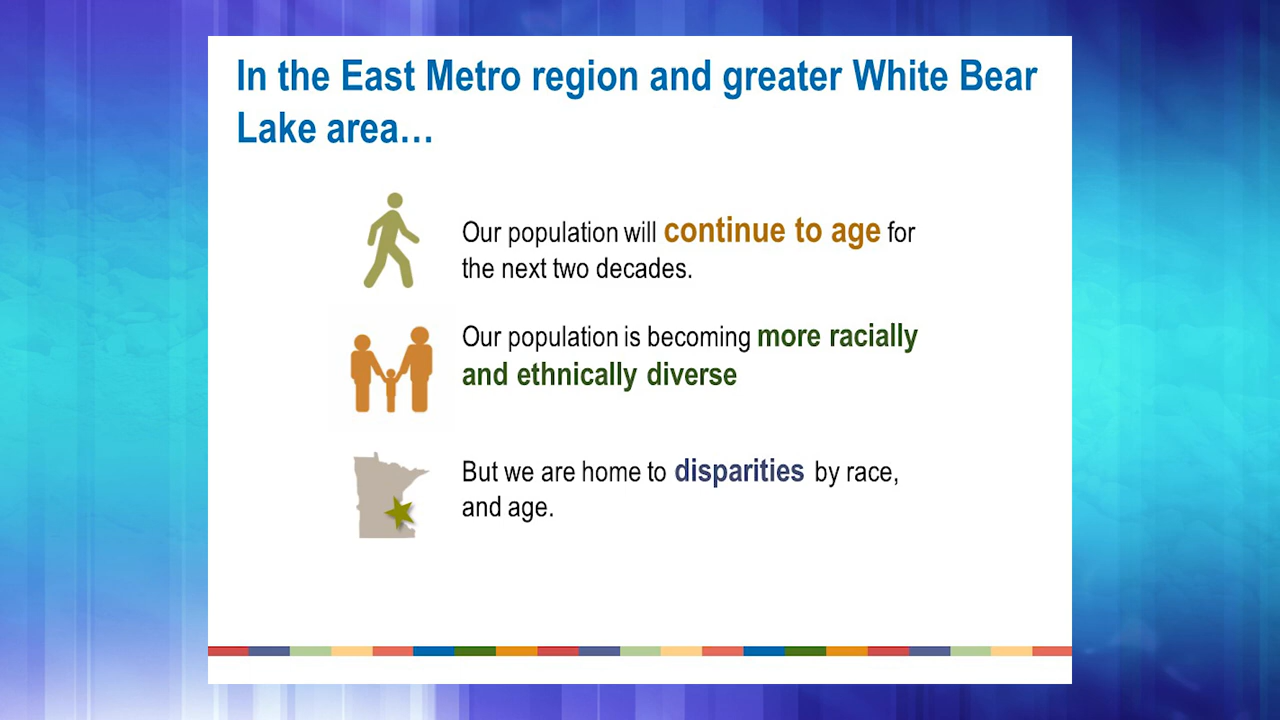 In the East Metro region and greater White Bear
Lake area…
Our population will continue to age for
the next two decades.
Our population is becoming more racially
and ethnically diverse
But we are home to disparities by race,
and age.